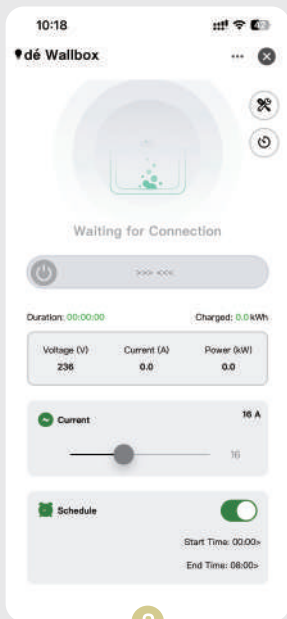 10:18
dé Wallbox
Waiting for Connection
>>> <<<
Duration: 00:00:00 Charged: 0.0 kWh
Voltage (V) Current (A) Power (kW)
236 0.0 0.0
Current 16 A
16
Schedule
Start Time: 00:00>
End Time: 08:00>